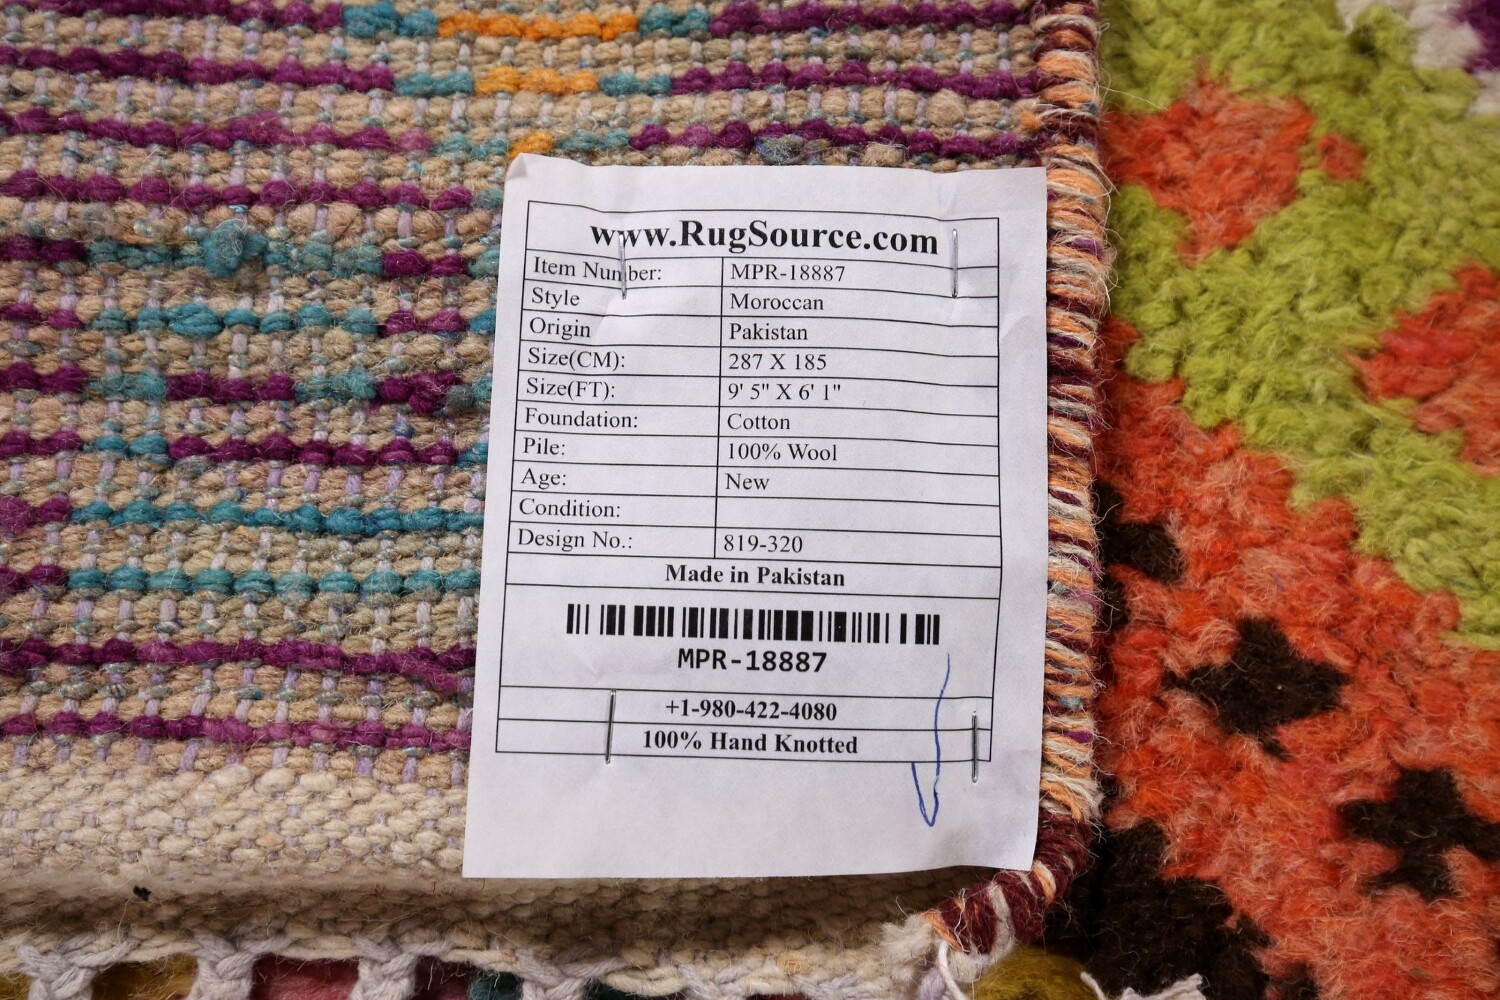 www.RugSource.com
Item Number: MPR-18887
Style Moroccan
Origin Pakistan
Size(CM): 287 X 185
Size(FT): 9' 5" X 6' 1"
Foundation: Cotton
Pile: 100% Wool
Age: New
Condition:
Design No.: 819-320
Made in Pakistan
MPR-18887
+1-980-422-4080
100% Hand Knotted